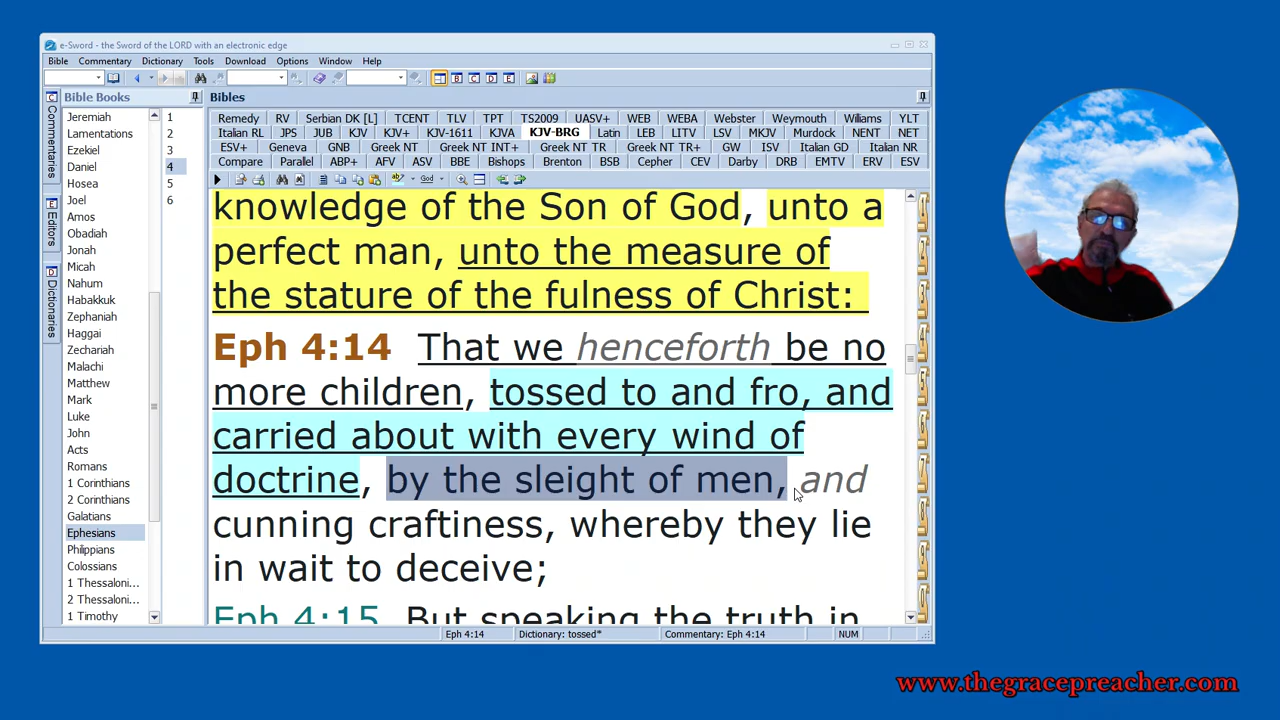 e-Sword - the Sword of the LORD with an electronic edge
Bible Commentary Dictionary Tools Download Options Window Help
Bible Books
Bibles
Commentaries
Editors
Dictionaries
Jeremiah
Lamentations
Ezekiel
Daniel
Hosea
Joel
Amos
Obadiah
Jonah
Micah
Nahum
Habakkuk
Zephaniah
Haggai
Zechariah
Malachi
Matthew
Mark
Luke
John
Acts
Romans
1 Corinthians
2 Corinthians
Galatians
Ephesians
Philippians
Colossians
1 Thessaloni...
2 Thessaloni...
1 Timothy
1
2
3
4
5
6
Remedy RV Serbian DK [L] TCENT TLV TPT TS2009 UASV+ WEB WEBA Webster Weymouth Williams YLT
Italian RL JPS JUB KJV KJV+ KJV-1611 KJVA KJV-BRG Latin LEB LITV LSV MKJV Murdock NENT NET
ESV+ Geneva GNB Greek NT Greek INT+ Greek NT TR Greek NT TR+ GW ISV Italian GD Italian NR
Compare Parallel ABP+ AFV ASV BBE Bishops Brenton BSB Cepher CEV Darby DRB EMTV ERV ESV
knowledge of the Son of God, unto a
perfect man, unto the measure of
the stature of the fulness of Christ:
Eph 4:14 That we henceforth be no
more children, tossed to and fro, and
carried about with every wind of
doctrine, by the sleight of men, and
cunning craftiness, whereby they lie
in wait to deceive;
Eph 4:15 But speaking the truth in
Eph 4:14 Dictionary: tossed* Commentary: Eph 4:14 NUM
www.thegracepreacher.com